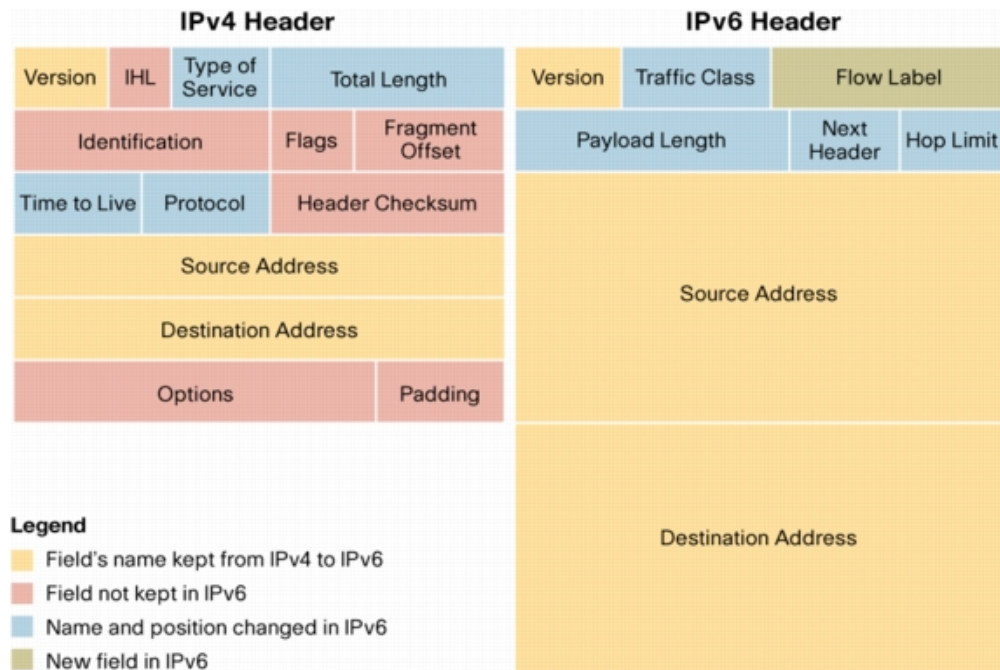 IPv4 Header
IPv6 Header
Version
IHL
Type of
Service
Total Length
Version
Traffic Class
Flow Label
Identification
Flags
Fragment
Offset
Payload Length
Next
Header
Hop Limit
Time to Live
Protocol
Header Checksum
Source Address
Source Address
Destination Address
Options
Padding
Destination Address
Legend
Field's name kept from IPv4 to IPv6
Field not kept in IPv6
Name and position changed in IPv6
New field in IPv6